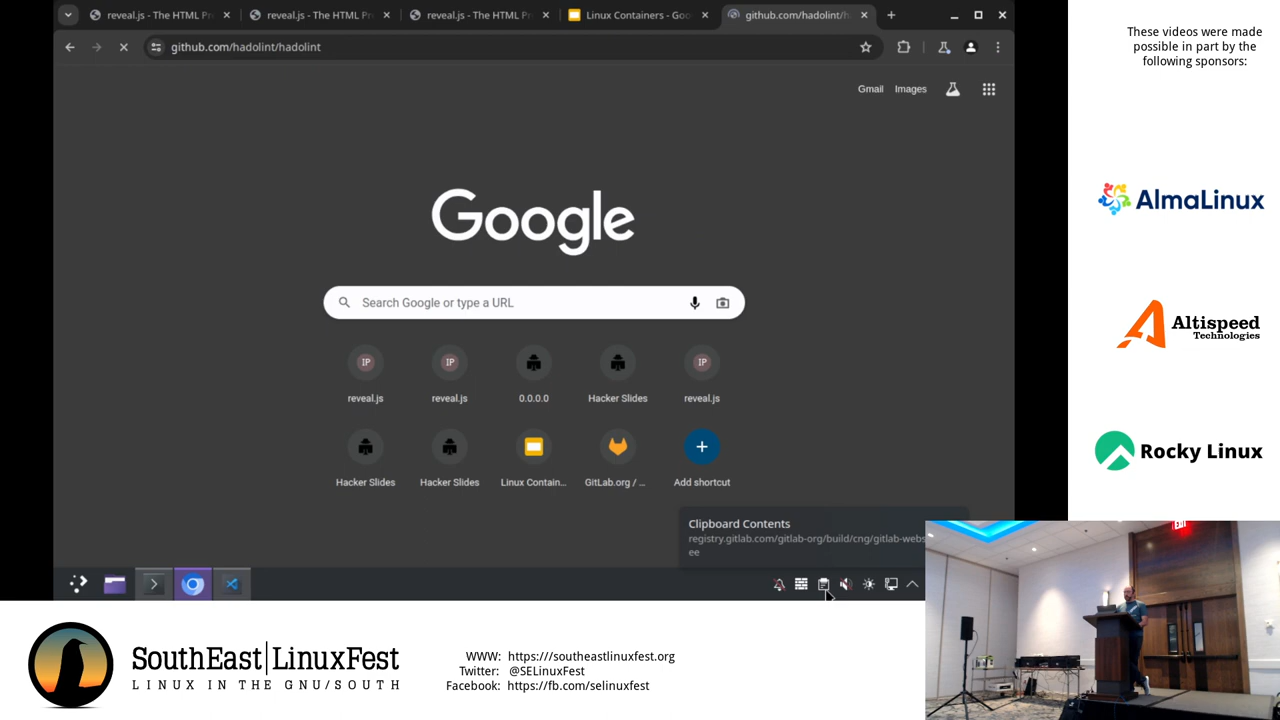 reveal.js - The HTML Pr
reveal.js - The HTML Pr
reveal.js - The HTML Pr
Linux Containers - Goo
github.com/hadolint/h
github.com/hadolint/hadolint
Gmail
Images
Google
Search Google or type a URL
IP
IP
IP
reveal.js
reveal.js
0.0.0.0
Hacker Slides
reveal.js
Hacker Slides
Hacker Slides
Linux Contain...
GitLab.org / ...
Add shortcut
Clipboard Contents
registry.gitlab.com/gitlab-org/build/cng/gitlab-webs
ee
These videos were made
possible in part by the
following sponsors:
AlmaLinux
Altispeed
Technologies
Rocky Linux
EXIT
SouthEast|LinuxFest
LINUX IN THE GNU/SOUTH
WWW: https:///southeastlinuxfest.org
Twitter: @SELinuxFest
Facebook: https://fb.com/selinuxfest